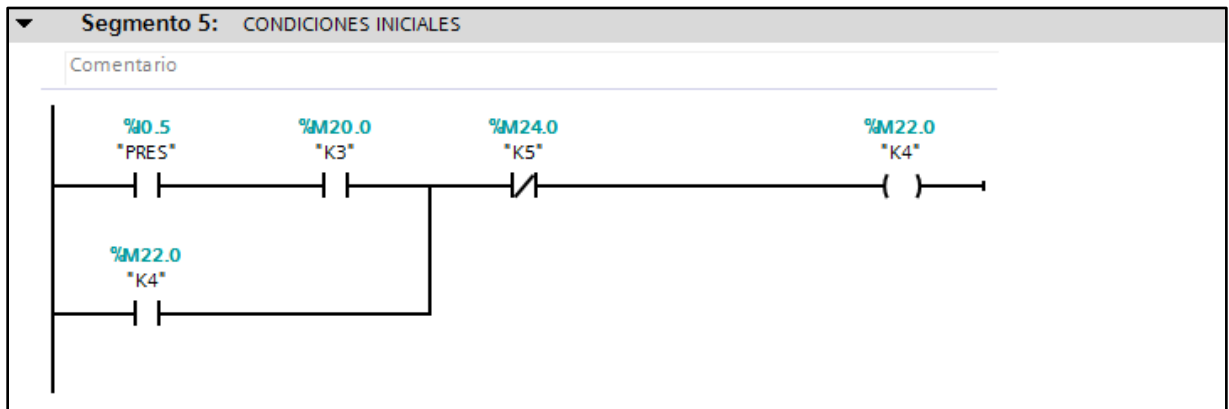 Segmento 5: CONDICIONES INICIALES
Comentario
%I0.5 %M20.0 %M24.0 %M22.0
"PRES" "K3" "K5" "K4"
%M22.0
"K4"